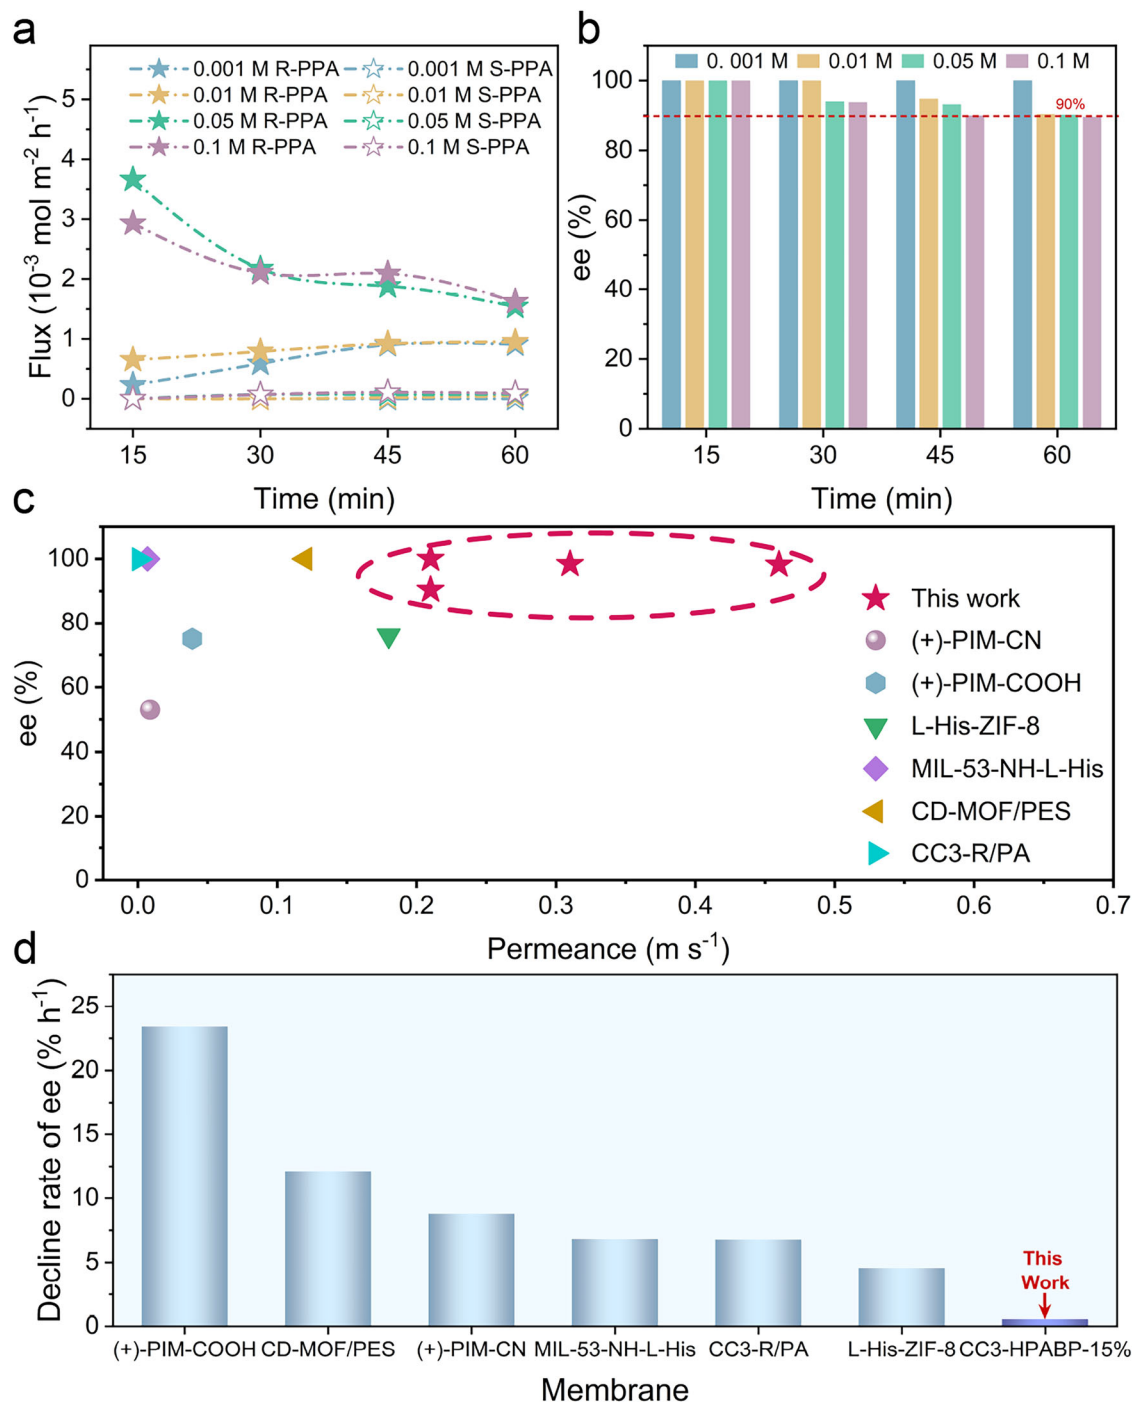 a
0.001 M R-PPA
0.001 M S-PPA
0.01 M R-PPA
0.01 M S-PPA
0.05 M R-PPA
0.05 M S-PPA
0.1 M R-PPA
0.1 M S-PPA
Flux (10⁻³ mol m⁻² h⁻¹)
5
4
3
2
1
0
15
30
45
60
Time (min)
b
0. 001 M
0.01 M
0.05 M
0.1 M
90%
ee (%)
100
80
60
40
20
0
15
30
45
60
Time (min)
c
ee (%)
100
80
60
40
20
0
This work
(+)-PIM-CN
(+)-PIM-COOH
L-His-ZIF-8
MIL-53-NH-L-His
CD-MOF/PES
CC3-R/PA
0.0
0.1
0.2
0.3
0.4
0.5
0.6
0.7
Permeance (m s⁻¹)
d
Decline rate of ee (% h⁻¹)
25
20
15
10
5
0
This
Work
(+)-PIM-COOH
CD-MOF/PES
(+)-PIM-CN
MIL-53-NH-L-His
CC3-R/PA
L-His-ZIF-8
CC3-HPABP-15%
Membrane